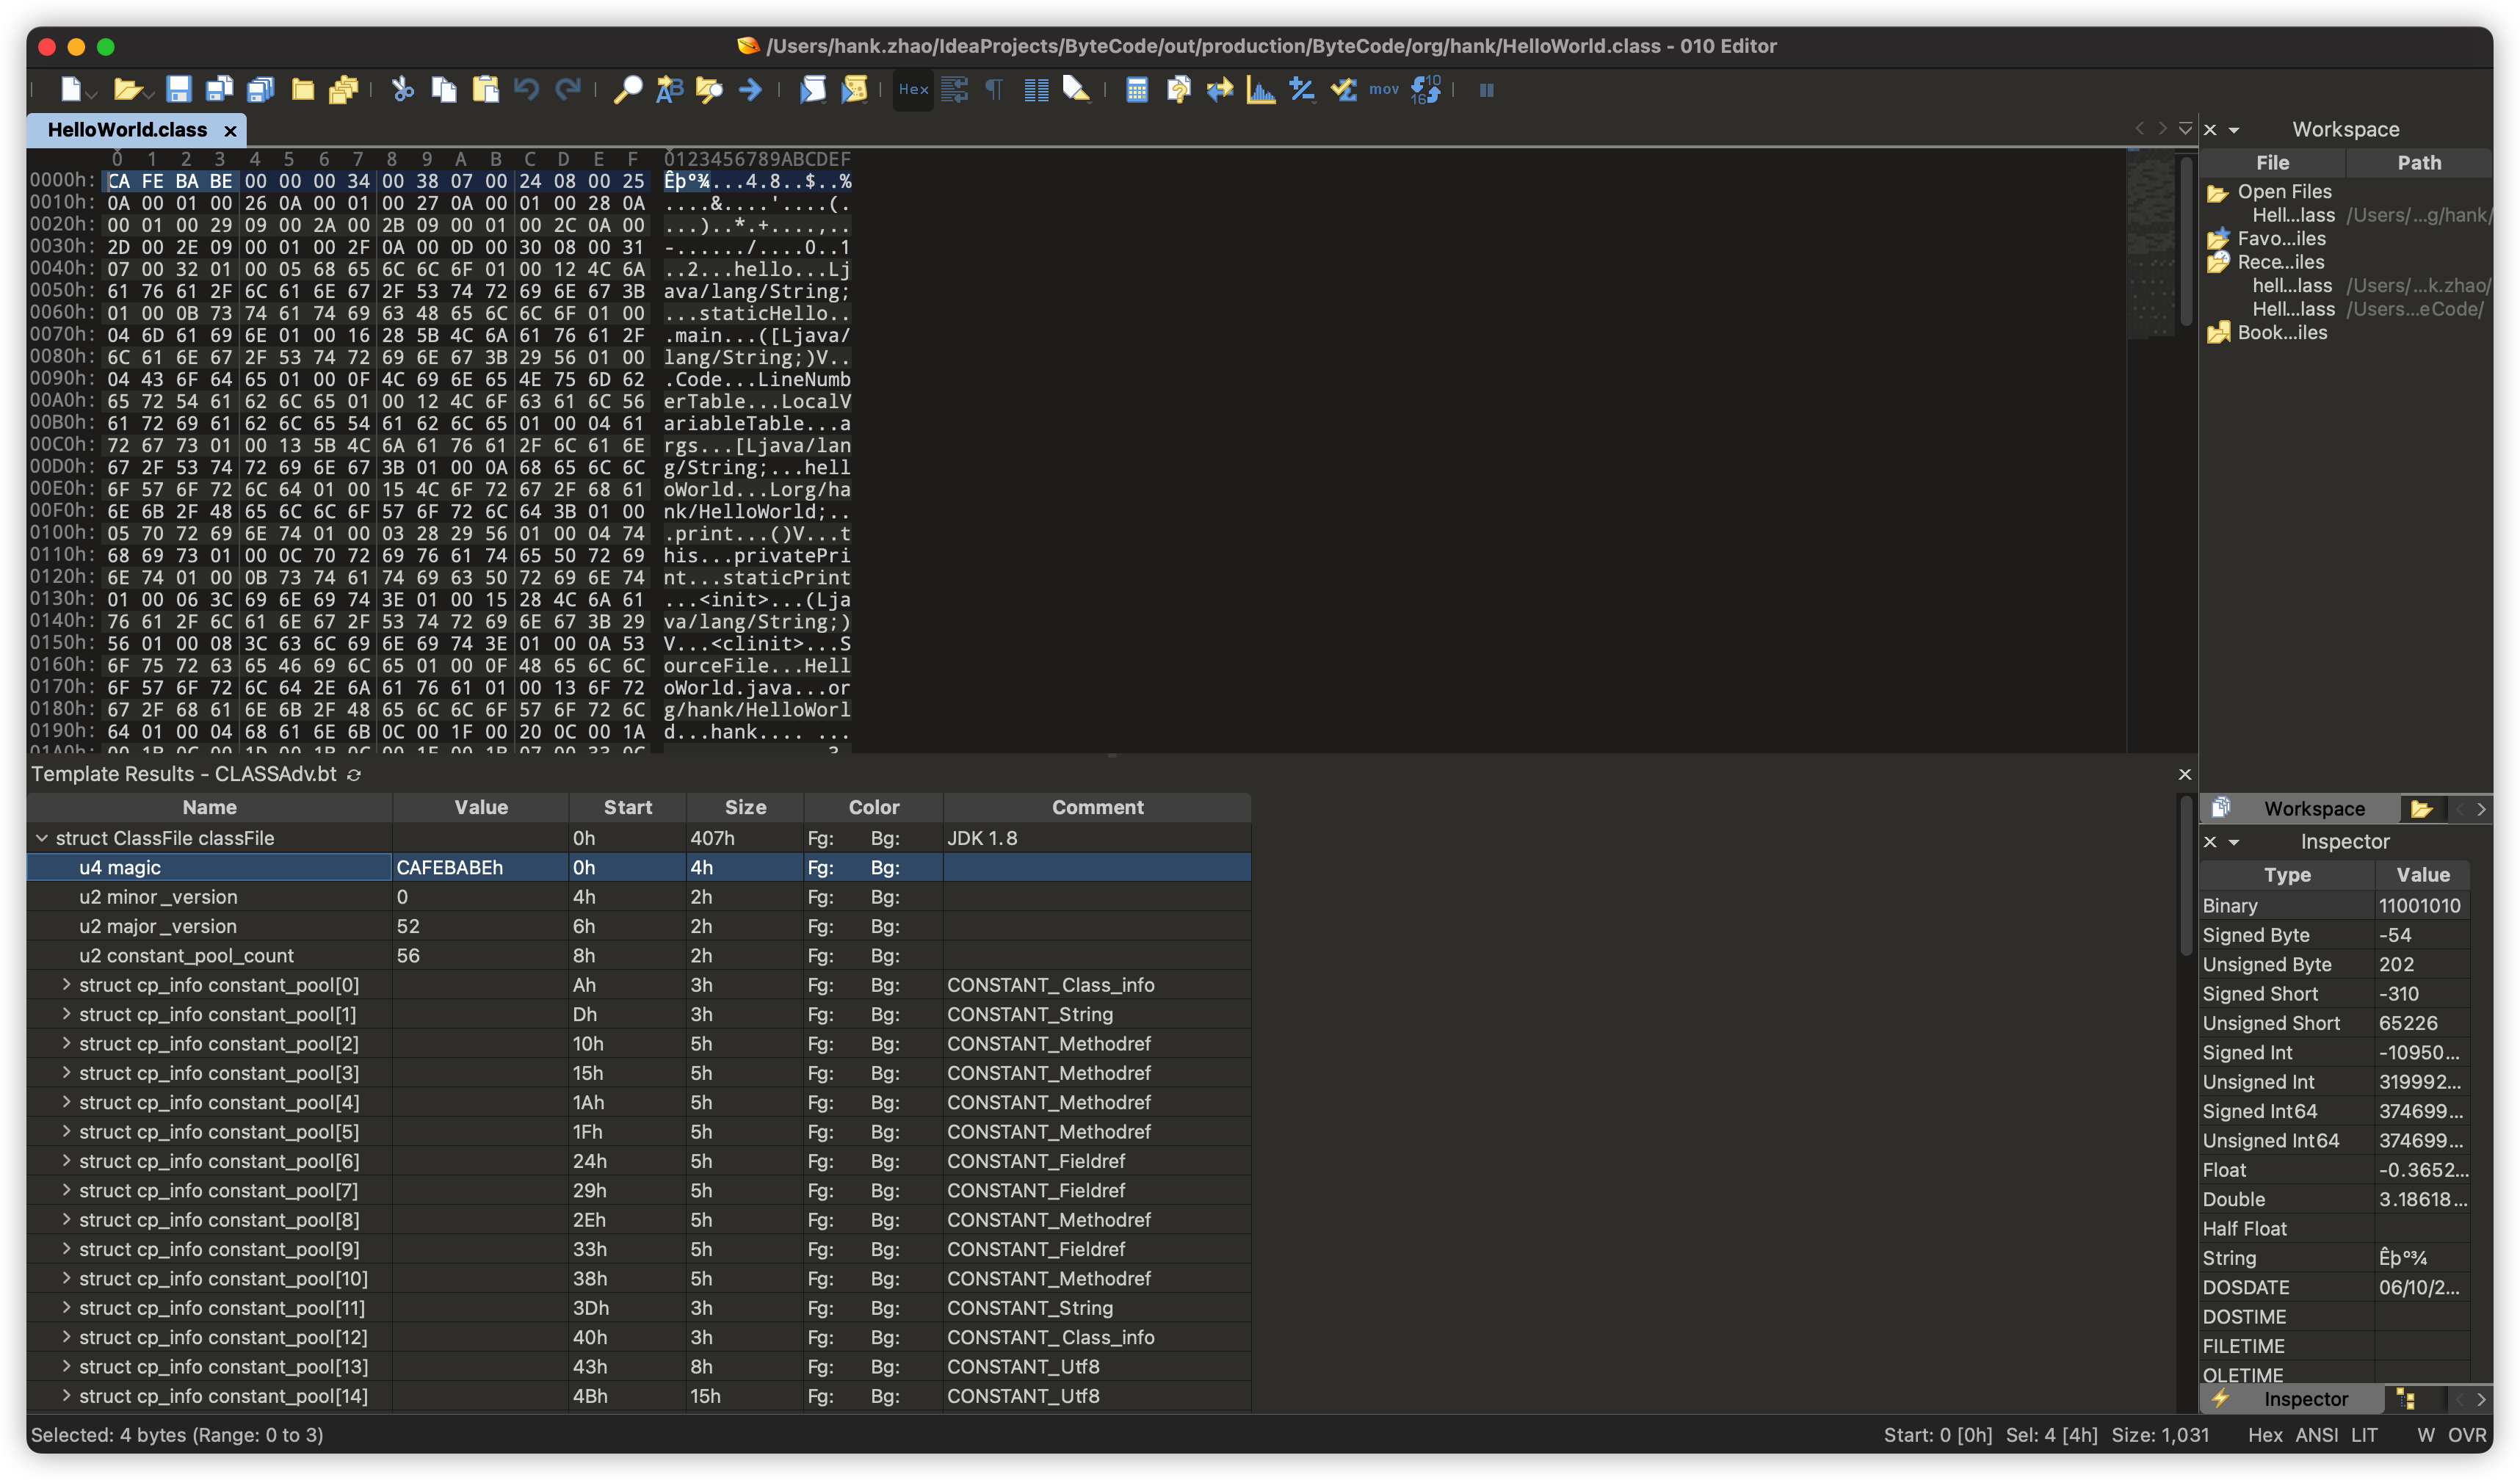 /Users/hank.zhao/IdeaProjects/ByteCode/out/production/ByteCode/org/hank/HelloWorld.class - 010 Editor
Hex
mov
10
16
HelloWorld.class
0 1 2 3 4 5 6 7 8 9 A B C D E F 0123456789ABCDEF
0000h: CA FE BA BE 00 00 00 34 00 38 07 00 24 08 00 25 Êþº¾...4.8..$..%
0010h: 0A 00 01 00 26 0A 00 01 00 27 0A 00 01 00 28 0A ....&....'....(.
0020h: 00 01 00 29 09 00 2A 00 2B 09 00 01 00 2C 0A 00 ...)..*.+....,..
0030h: 2D 00 2E 09 00 01 00 2F 0A 00 0D 00 30 08 00 31 -....../....0..1
0040h: 07 00 32 01 00 05 68 65 6C 6C 6F 01 00 12 4C 6A ..2...hello...Lj
0050h: 61 76 61 2F 6C 61 6E 67 2F 53 74 72 69 6E 67 3B ava/lang/String;
0060h: 01 00 0B 73 74 61 74 69 63 48 65 6C 6C 6F 01 00 ...staticHello..
0070h: 04 6D 61 69 6E 01 00 16 28 5B 4C 6A 61 76 61 2F .main...([Ljava/
0080h: 6C 61 6E 67 2F 53 74 72 69 6E 67 3B 29 56 01 00 lang/String;)V..
0090h: 04 43 6F 64 65 01 00 0F 4C 69 6E 65 4E 75 6D 62 .Code...LineNumb
00A0h: 65 72 54 61 62 6C 65 01 00 12 4C 6F 63 61 6C 56 erTable...LocalV
00B0h: 61 72 69 61 62 6C 65 54 61 62 6C 65 01 00 04 61 ariableTable...a
00C0h: 72 67 73 01 00 13 5B 4C 6A 61 76 61 2F 6C 61 6E rgs...[Ljava/lan
00D0h: 67 2F 53 74 72 69 6E 67 3B 01 00 0A 68 65 6C 6C g/String;...hell
00E0h: 6F 57 6F 72 6C 64 01 00 15 4C 6F 72 67 2F 68 61 oWorld...Lorg/ha
00F0h: 6E 6B 2F 48 65 6C 6C 6F 57 6F 72 6C 64 3B 01 00 nk/HelloWorld;..
0100h: 05 70 72 69 6E 74 01 00 03 28 29 56 01 00 04 74 .print...()V...t
0110h: 68 69 73 01 00 0C 70 72 69 76 61 74 65 50 72 69 his...privatePri
0120h: 6E 74 01 00 0B 73 74 61 74 69 63 50 72 69 6E 74 nt...staticPrint
0130h: 01 00 06 3C 69 6E 69 74 3E 01 00 15 28 4C 6A 61 ...<init>...(Lja
0140h: 76 61 2F 6C 61 6E 67 2F 53 74 72 69 6E 67 3B 29 va/lang/String;)
0150h: 56 01 00 08 3C 63 6C 69 6E 69 74 3E 01 00 0A 53 V...<clinit>...S
0160h: 6F 75 72 63 65 46 69 6C 65 01 00 0F 48 65 6C 6C ourceFile...Hell
0170h: 6F 57 6F 72 6C 64 2E 6A 61 76 61 01 00 13 6F 72 oWorld.java...or
0180h: 67 2F 68 61 6E 6B 2F 48 65 6C 6C 6F 57 6F 72 6C g/hank/HelloWorl
0190h: 64 01 00 04 68 61 6E 6B 0C 00 1F 00 20 0C 00 1A d...hank.... ...
01A0h: 00 1B 0C 00 1D 00 1B 0C 00 1E 00 1B 07 00 33 0C
Workspace
File Path
Open Files
Hell...lass /Users/...g/hank/
Favo...iles
Rece...iles
hell...lass /Users/...k.zhao/
Hell...lass /Users...eCode/
Book...iles
Template Results - CLASSAdv.bt
Name Value Start Size Color Comment
struct ClassFile classFile 0h 407h Fg: Bg: JDK 1.8
u4 magic CAFEBABEh 0h 4h Fg: Bg:
u2 minor_version 0 4h 2h Fg: Bg:
u2 major_version 52 6h 2h Fg: Bg:
u2 constant_pool_count 56 8h 2h Fg: Bg:
struct cp_info constant_pool[0] Ah 3h Fg: Bg: CONSTANT_Class_info
struct cp_info constant_pool[1] Dh 3h Fg: Bg: CONSTANT_String
struct cp_info constant_pool[2] 10h 5h Fg: Bg: CONSTANT_Methodref
struct cp_info constant_pool[3] 15h 5h Fg: Bg: CONSTANT_Methodref
struct cp_info constant_pool[4] 1Ah 5h Fg: Bg: CONSTANT_Methodref
struct cp_info constant_pool[5] 1Fh 5h Fg: Bg: CONSTANT_Methodref
struct cp_info constant_pool[6] 24h 5h Fg: Bg: CONSTANT_Fieldref
struct cp_info constant_pool[7] 29h 5h Fg: Bg: CONSTANT_Fieldref
struct cp_info constant_pool[8] 2Eh 5h Fg: Bg: CONSTANT_Methodref
struct cp_info constant_pool[9] 33h 5h Fg: Bg: CONSTANT_Fieldref
struct cp_info constant_pool[10] 38h 5h Fg: Bg: CONSTANT_Methodref
struct cp_info constant_pool[11] 3Dh 3h Fg: Bg: CONSTANT_String
struct cp_info constant_pool[12] 40h 3h Fg: Bg: CONSTANT_Class_info
struct cp_info constant_pool[13] 43h 8h Fg: Bg: CONSTANT_Utf8
struct cp_info constant_pool[14] 4Bh 15h Fg: Bg: CONSTANT_Utf8
Workspace
Inspector
Type Value
Binary 11001010
Signed Byte -54
Unsigned Byte 202
Signed Short -310
Unsigned Short 65226
Signed Int -10950...
Unsigned Int 319992...
Signed Int64 374699...
Unsigned Int64 374699...
Float -0.3652...
Double 3.18618...
Half Float
String Êþº¾
DOSDATE 06/10/2...
DOSTIME
FILETIME
OLETIME
Inspector
Selected: 4 bytes (Range: 0 to 3)
Start: 0 [0h] Sel: 4 [4h] Size: 1,031 Hex ANSI LIT W OVR